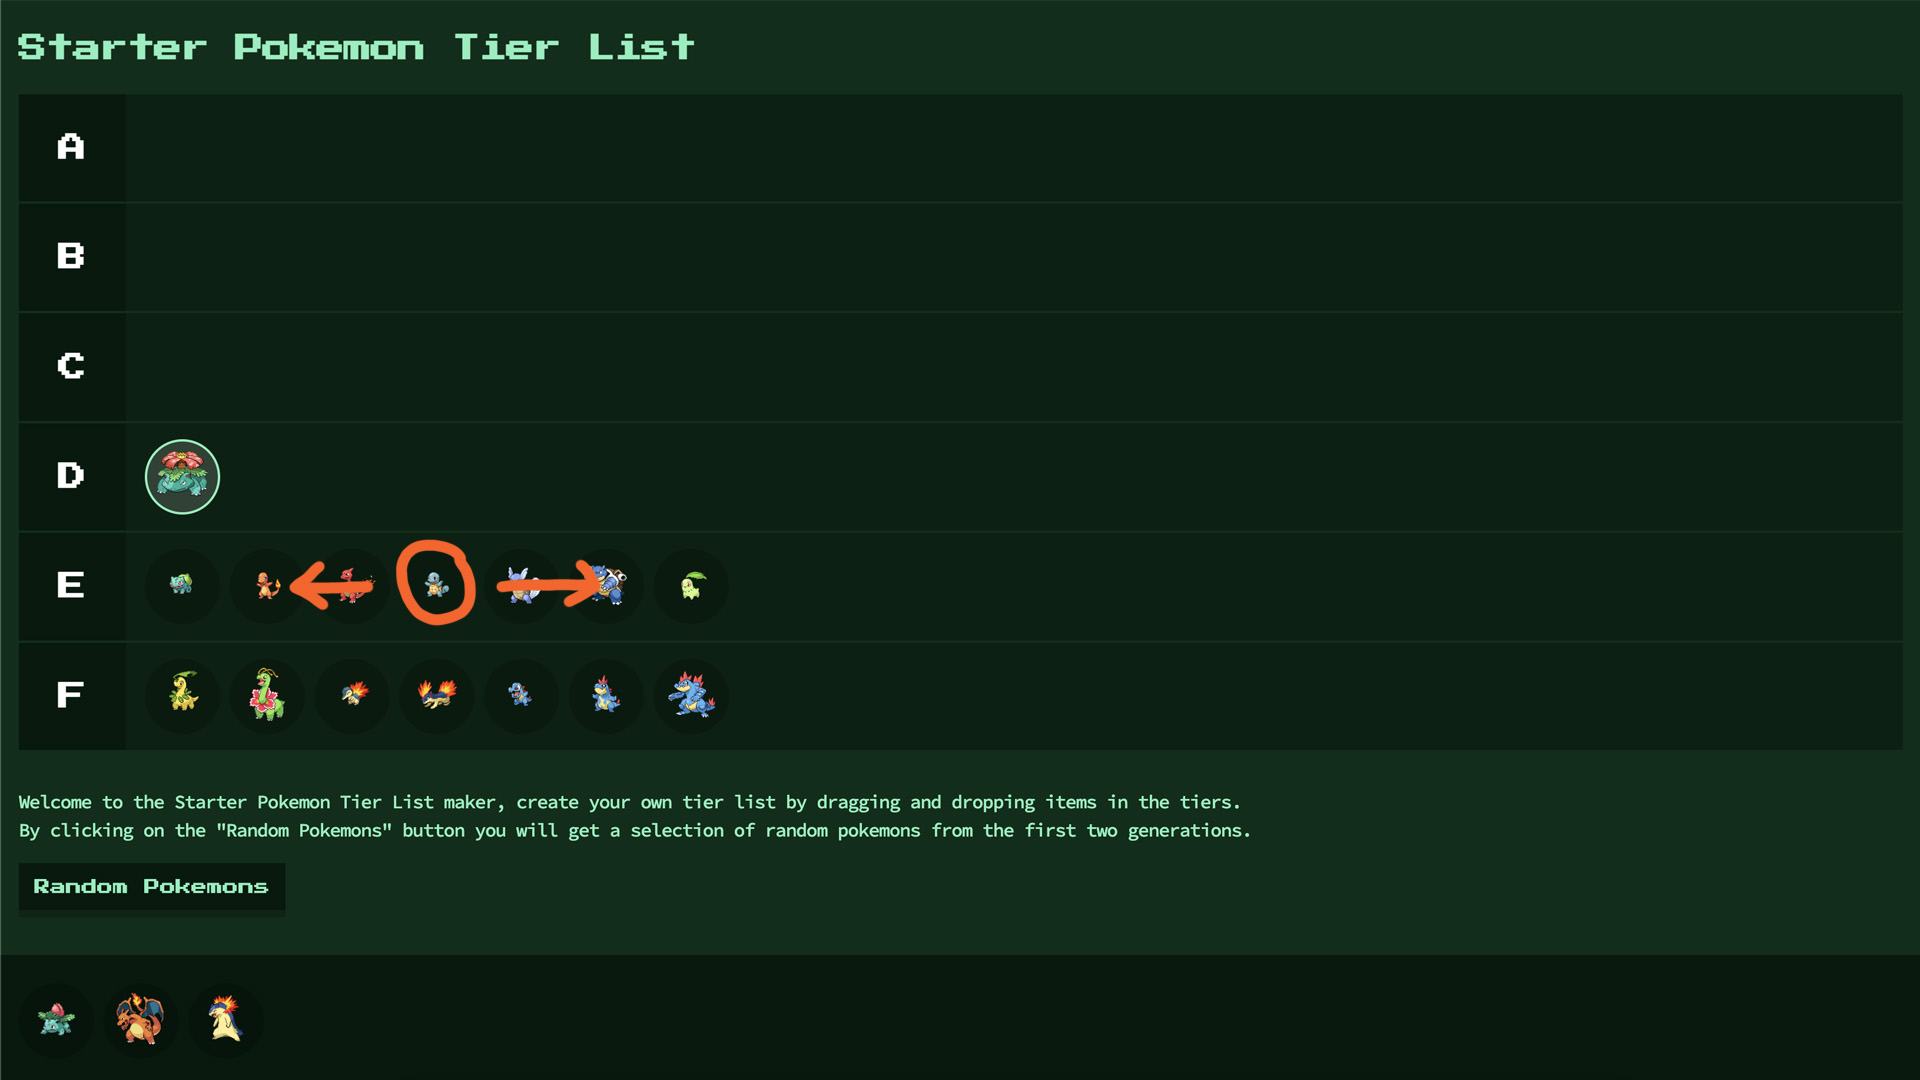 Starter Pokemon Tier List
A
B
C
D
E
F
Welcome to the Starter Pokemon Tier List maker, create your own tier list by dragging and dropping items in the tiers.
By clicking on the "Random Pokemons" button you will get a selection of random pokemons from the first two generations.
Random Pokemons